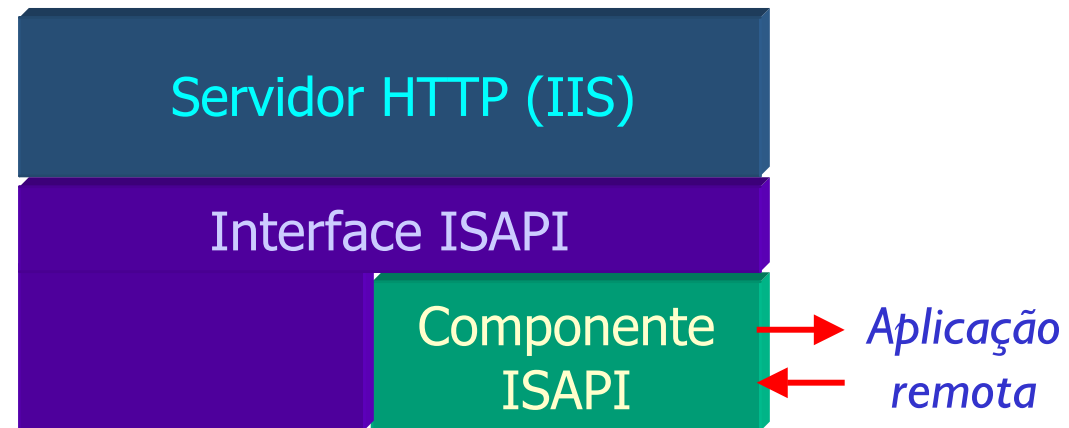 Servidor HTTP (IIS)
Interface ISAPI
Componente
ISAPI
Aplicação
remota